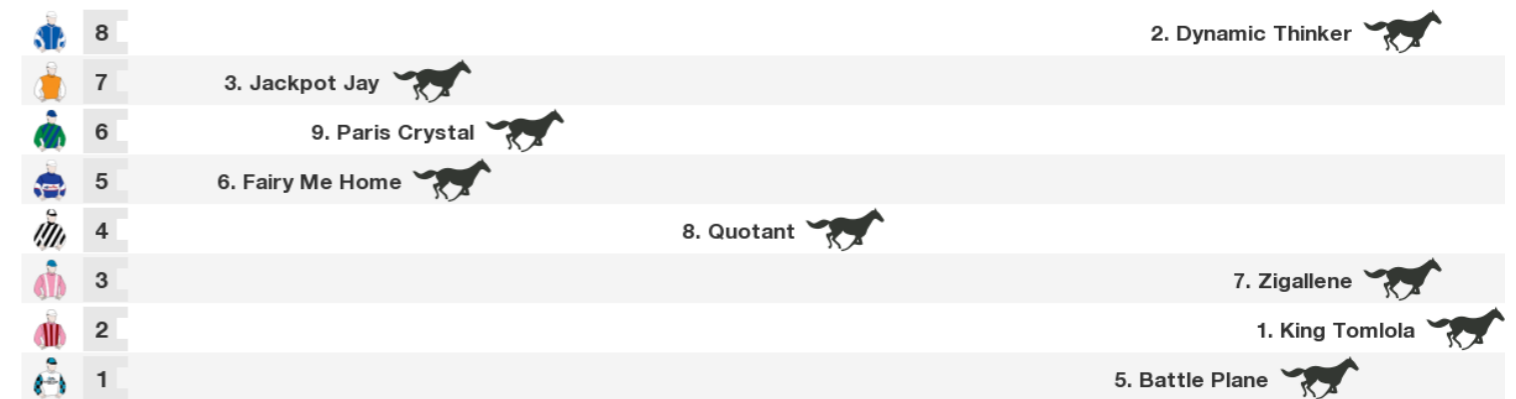 8 2. Dynamic Thinker
7 3. Jackpot Jay
6 9. Paris Crystal
5 6. Fairy Me Home
4 8. Quotant
3 7. Zigallene
2 1. King Tomlola
1 5. Battle Plane